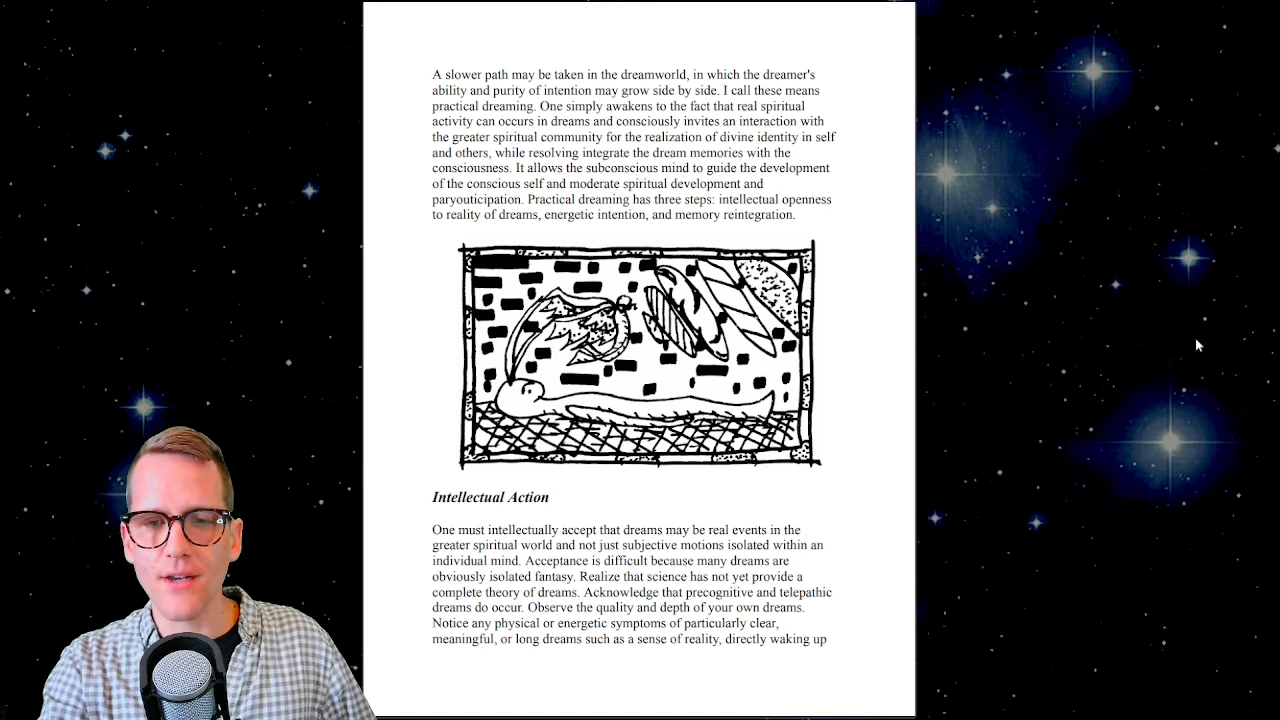 A slower path may be taken in the dreamworld, in which the dreamer's
ability and purity of intention may grow side by side. I call these means
practical dreaming. One simply awakens to the fact that real spiritual
activity can occurs in dreams and consciously invites an interaction with
the greater spiritual community for the realization of divine identity in self
and others, while resolving integrate the dream memories with the
consciousness. It allows the subconscious mind to guide the development
of the conscious self and moderate spiritual development and
paryouticipation. Practical dreaming has three steps: intellectual openness
to reality of dreams, energetic intention, and memory reintegration.
Intellectual Action
One must intellectually accept that dreams may be real events in the
greater spiritual world and not just subjective motions isolated within an
individual mind. Acceptance is difficult because many dreams are
obviously isolated fantasy. Realize that science has not yet provide a
complete theory of dreams. Acknowledge that precognitive and telepathic
dreams do occur. Observe the quality and depth of your own dreams.
Notice any physical or energetic symptoms of particularly clear,
meaningful, or long dreams such as a sense of reality, directly waking up